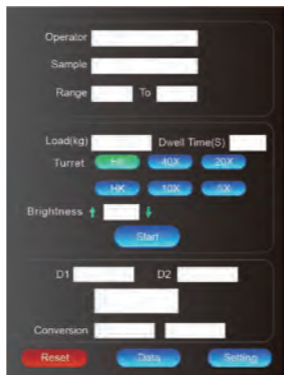 Operator
Sample
Range To
Load(kg) Dwell Time(S)
Turret HV 40X 20X
HK 10X 5X
Brightness
Start
D1 D2
Conversion
Reset Data Setting